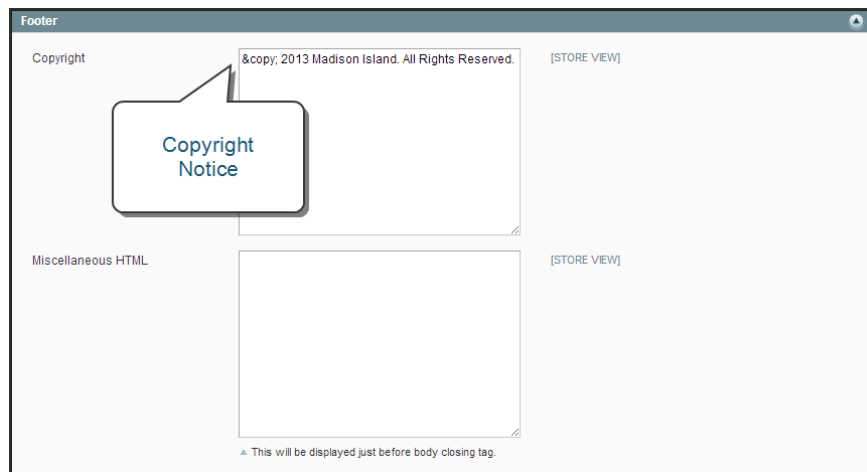 Footer
Copyright
&copy; 2013 Madison Island. All Rights Reserved.
[STORE VIEW]
Copyright
Notice
Miscellaneous HTML
[STORE VIEW]
This will be displayed just before body closing tag.